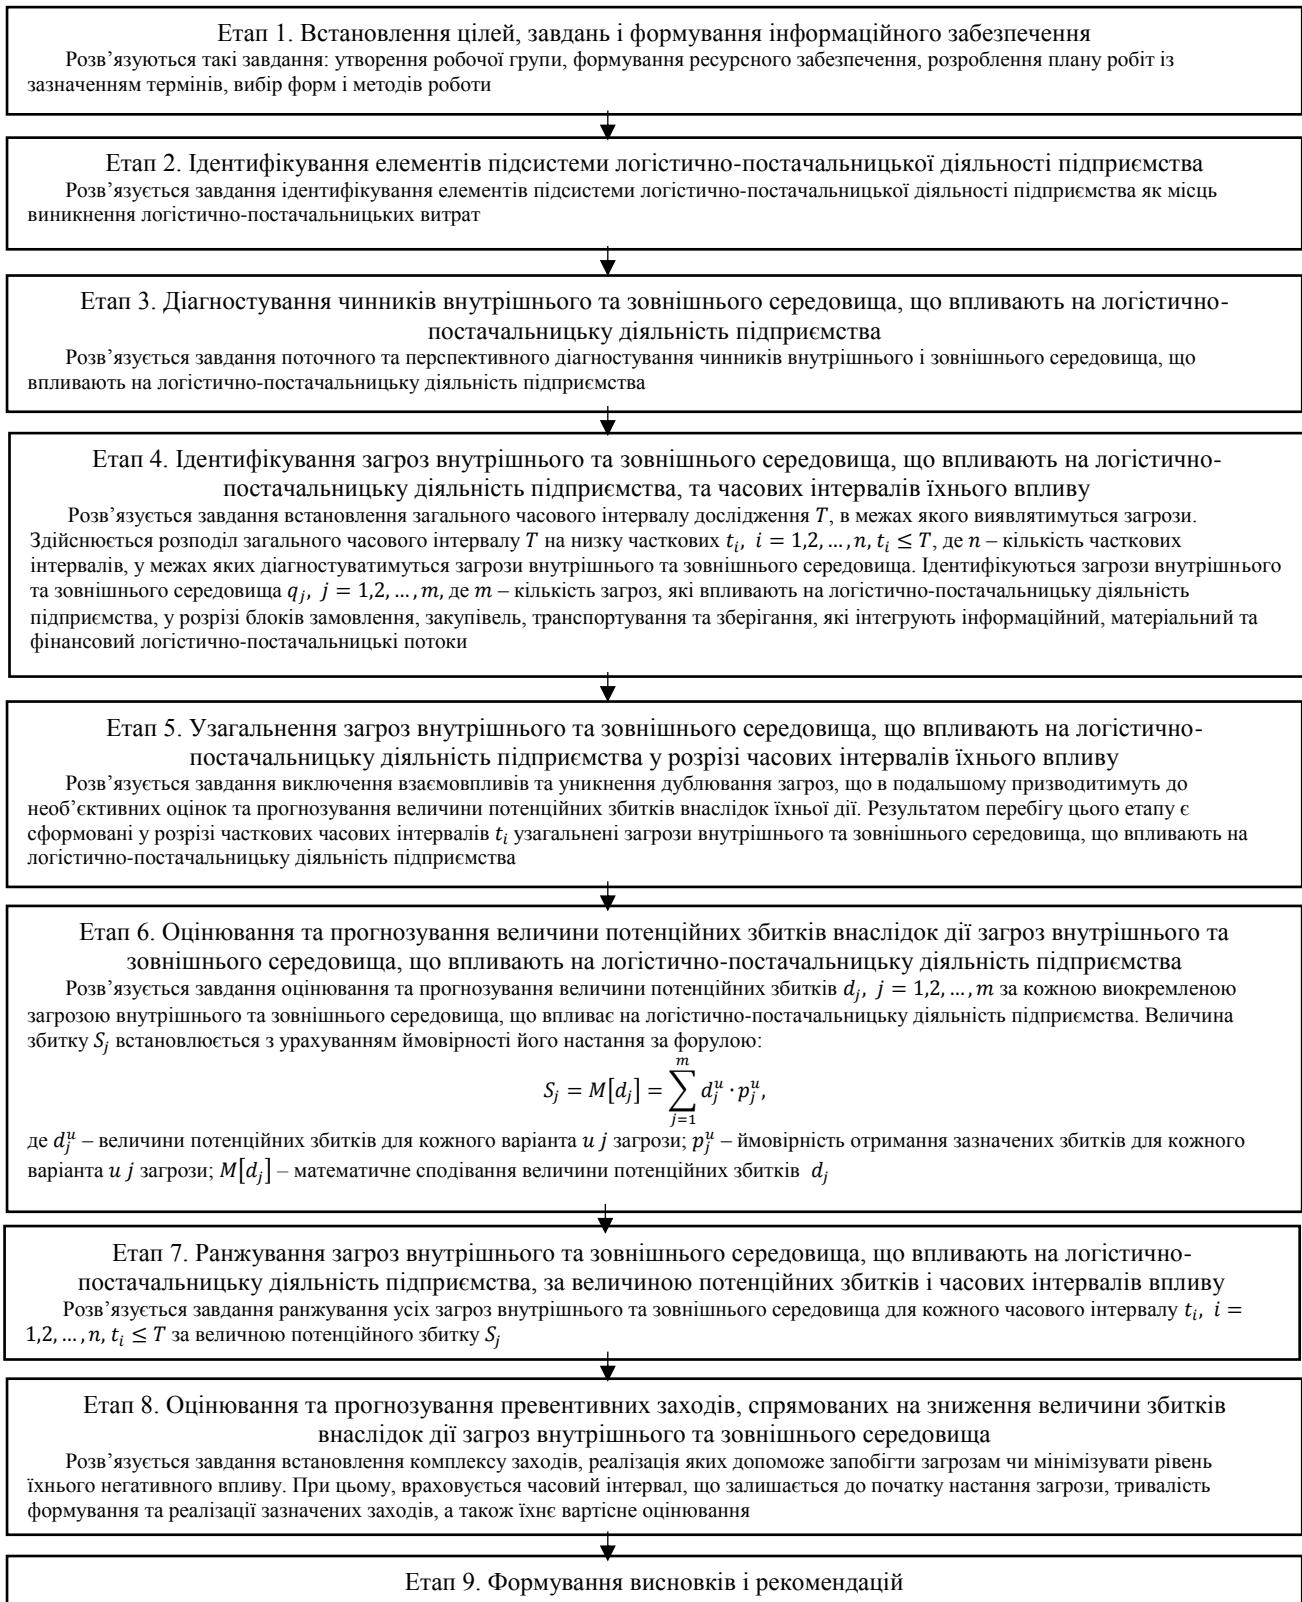 Етап 1. Встановлення цілей, завдань і формування інформаційного забезпечення
Розв’язуються такі завдання: утворення робочої групи, формування ресурсного забезпечення, розроблення плану робіт із
зазначенням термінів, вибір форм і методів роботи
Етап 2. Ідентифікування елементів підсистеми логістично-постачальницької діяльності підприємства
Розв’язується завдання ідентифікування елементів підсистеми логістично-постачальницької діяльності підприємства як місць
виникнення логістично-постачальницьких витрат
Етап 3. Діагностування чинників внутрішнього та зовнішнього середовища, що впливають на логістично-
постачальницьку діяльність підприємства
Розв’язується завдання поточного та перспективного діагностування чинників внутрішнього і зовнішнього середовища, що
впливають на логістично-постачальницьку діяльність підприємства
Етап 4. Ідентифікування загроз внутрішнього та зовнішнього середовища, що впливають на логістично-
постачальницьку діяльність підприємства, та часових інтервалів їхнього впливу
Розв’язується завдання встановлення загального часового інтервалу дослідження T, в межах якого виявлятимуться загрози.
Здійснюється розподіл загального часового інтервалу T на низку часткових t_i, i = 1,2, … , n, t_i ≤ T, де n – кількість часткових
інтервалів, у межах яких діагностуватимуться загрози внутрішнього та зовнішнього середовища. Ідентифікуються загрози внутрішнього
та зовнішнього середовища q_j, j = 1,2, … , m, де m – кількість загроз, які впливають на логістично-постачальницьку діяльність
підприємства, у розрізі блоків замовлення, закупівель, транспортування та зберігання, які інтегрують інформаційний, матеріальний та
фінансовий логістично-постачальницькі потоки
Етап 5. Узагальнення загроз внутрішнього та зовнішнього середовища, що впливають на логістично-
постачальницьку діяльність підприємства у розрізі часових інтервалів їхнього впливу
Розв’язується завдання виключення взаємовпливів та уникнення дублювання загроз, що в подальшому призводитимуть до
необ’єктивних оцінок та прогнозування величини потенційних збитків внаслідок їхньої дії. Результатом перебігу цього етапу є
сформовані у розрізі часткових часових інтервалів t_i узагальнені загрози внутрішнього та зовнішнього середовища, що впливають на
логістично-постачальницьку діяльність підприємства
Етап 6. Оцінювання та прогнозування величини потенційних збитків внаслідок дії загроз внутрішнього та
зовнішнього середовища, що впливають на логістично-постачальницьку діяльність підприємства
Розв’язується завдання оцінювання та прогнозування величини потенційних збитків d_j, j = 1,2, … , m за кожною виокремленою
загрозою внутрішнього та зовнішнього середовища, що впливає на логістично-постачальницьку діяльність підприємства. Величина
збитку S_j встановлюється з урахуванням ймовірності його настання за форулою:
S_j = M[d_j] = ∑_{j=1}^{m} d_j^u · p_j^u,
де d_j^u – величини потенційних збитків для кожного варіанта u j загрози; p_j^u – ймовірність отримання зазначених збитків для кожного
варіанта u j загрози; M[d_j] – математичне сподівання величини потенційних збитків d_j
Етап 7. Ранжування загроз внутрішнього та зовнішнього середовища, що впливають на логістично-
постачальницьку діяльність підприємства, за величиною потенційних збитків і часових інтервалів впливу
Розв’язується завдання ранжування усіх загроз внутрішнього та зовнішнього середовища для кожного часового інтервалу t_i, i =
1,2, … , n, t_i ≤ T за величною потенційного збитку S_j
Етап 8. Оцінювання та прогнозування превентивних заходів, спрямованих на зниження величини збитків
внаслідок дії загроз внутрішнього та зовнішнього середовища
Розв’язується завдання встановлення комплексу заходів, реалізація яких допоможе запобігти загрозам чи мінімізувати рівень
їхнього негативного впливу. При цьому, враховується часовий інтервал, що залишається до початку настання загрози, тривалість
формування та реалізації зазначених заходів, а також їхнє вартісне оцінювання
Етап 9. Формування висновків і рекомендацій